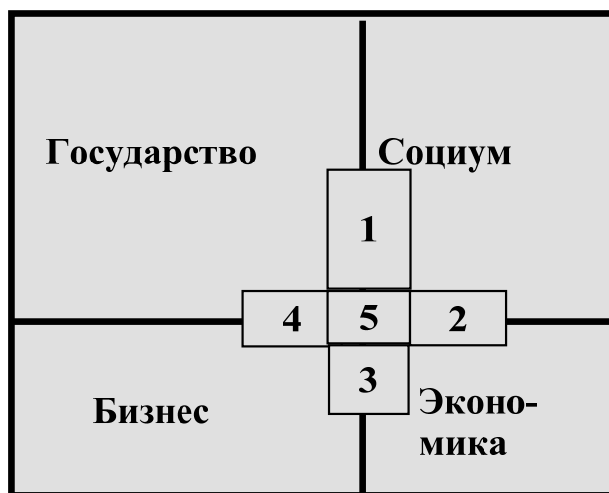 Государство Социум
1
4 5 2
3
Бизнес
Эконо-
мика